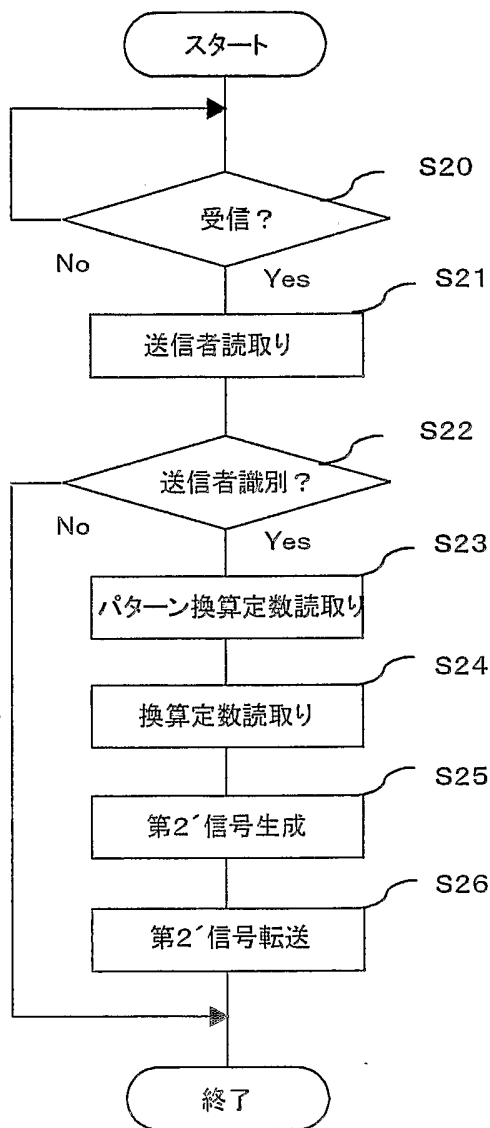 スタート
S20
受信？
No
Yes
S21
送信者読取り
S22
送信者識別？
No
Yes
S23
パターン換算定数読取り
S24
換算定数読取り
S25
第2´信号生成
S26
第2´信号転送
終了